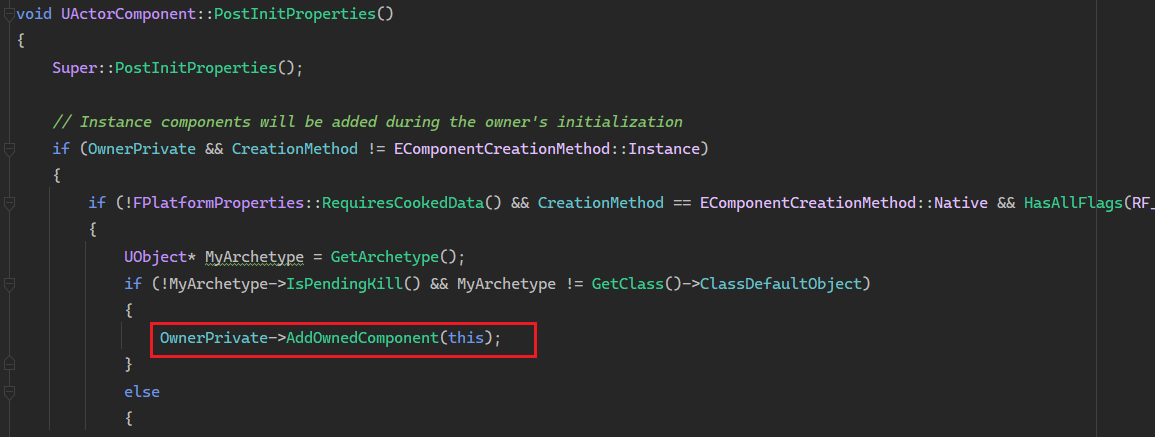 void UActorComponent::PostInitProperties()
{
Super::PostInitProperties();
// Instance components will be added during the owner's initialization
if (OwnerPrivate && CreationMethod != EComponentCreationMethod::Instance)
{
if (!FPlatformProperties::RequiresCookedData() && CreationMethod == EComponentCreationMethod::Native && HasAllFlags(RF_
{
UObject* MyArchetype = GetArchetype();
if (!MyArchetype->IsPendingKill() && MyArchetype != GetClass()->ClassDefaultObject)
{
OwnerPrivate->AddOwnedComponent(this);
}
else
{